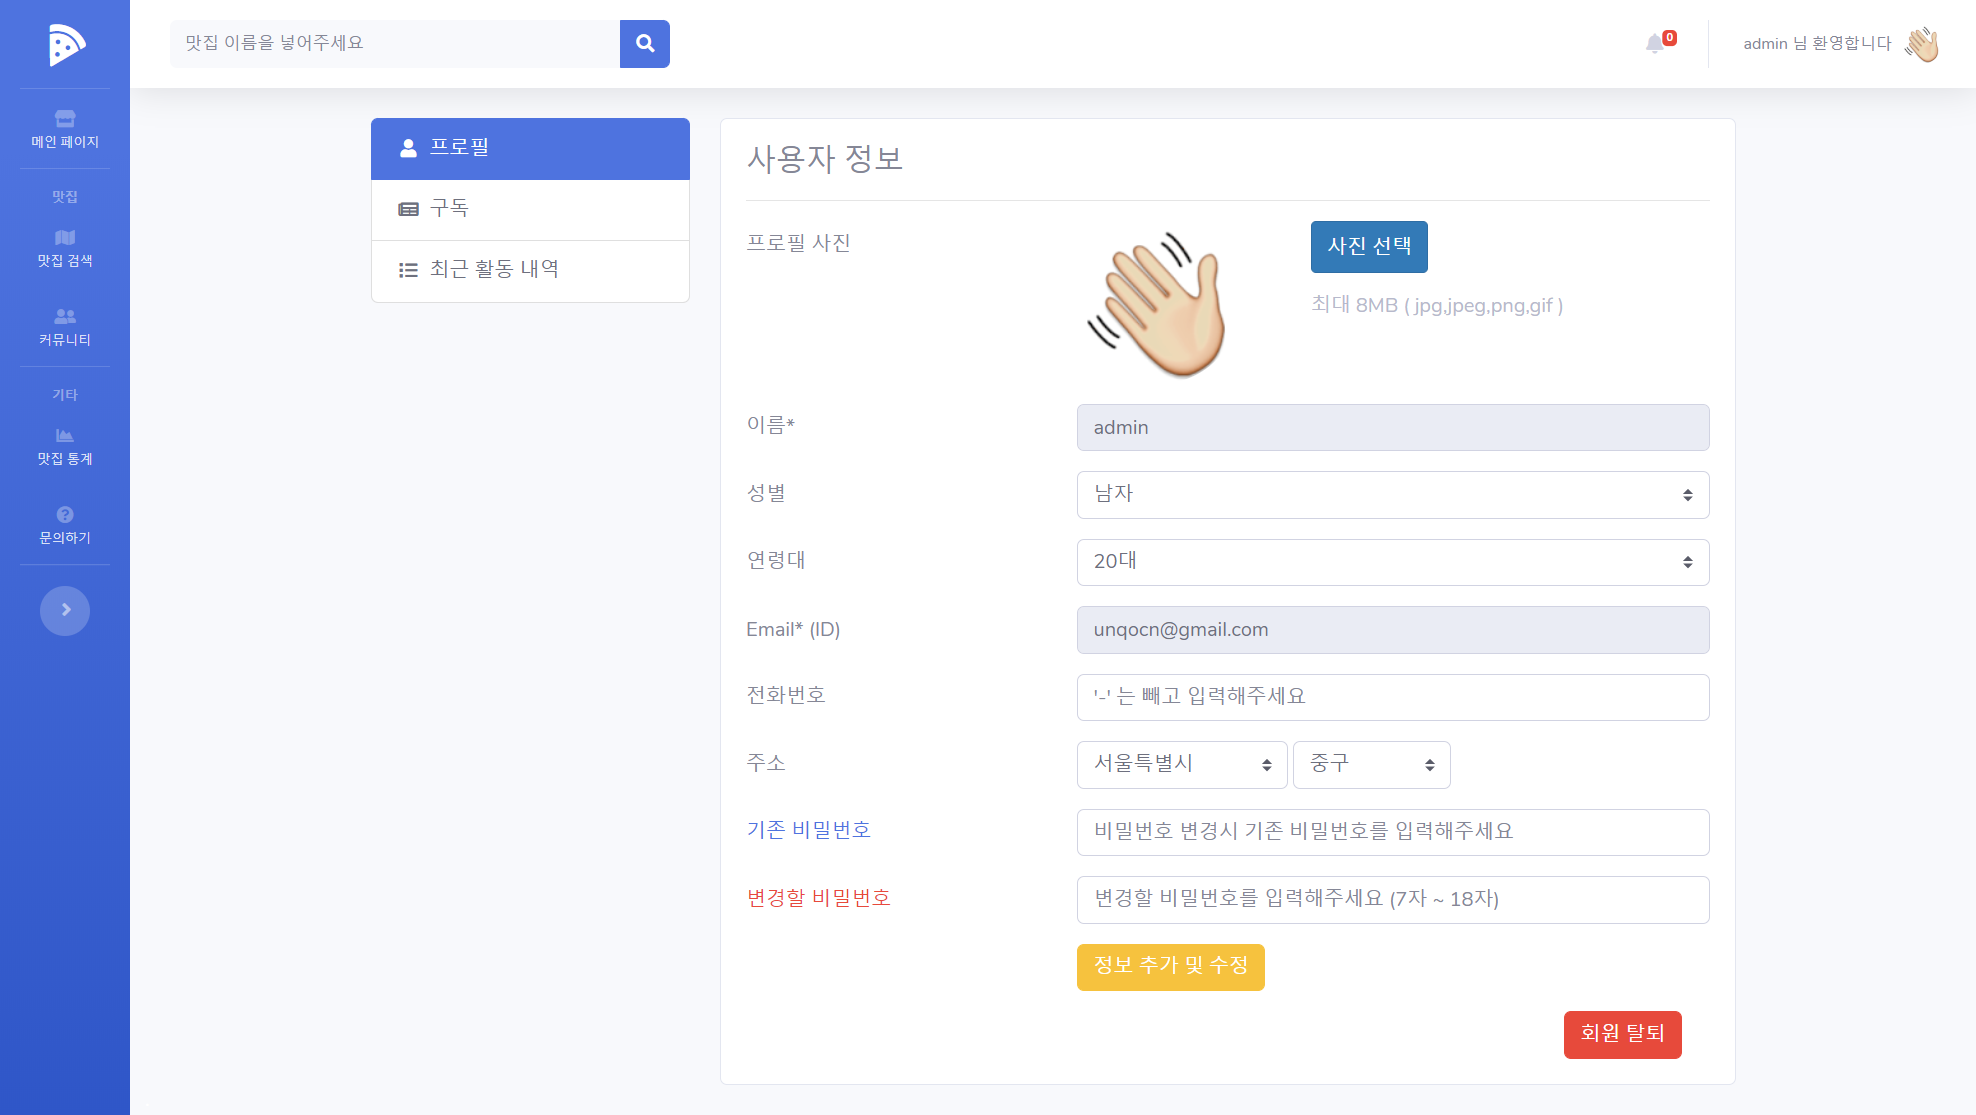 맛집 이름을 넣어주세요
0
admin 님 환영합니다
메인 페이지
맛집
맛집 검색
커뮤니티
기타
맛집 통계
문의하기
프로필
구독
최근 활동 내역
사용자 정보
프로필 사진
사진 선택
최대 8MB ( jpg,jpeg,png,gif )
이름*
admin
성별
남자
연령대
20대
Email* (ID)
unqocn@gmail.com
전화번호
'-' 는 빼고 입력해주세요
주소
서울특별시
중구
기존 비밀번호
비밀번호 변경시 기존 비밀번호를 입력해주세요
변경할 비밀번호
변경할 비밀번호를 입력해주세요 (7자 ~ 18자)
정보 추가 및 수정
회원 탈퇴